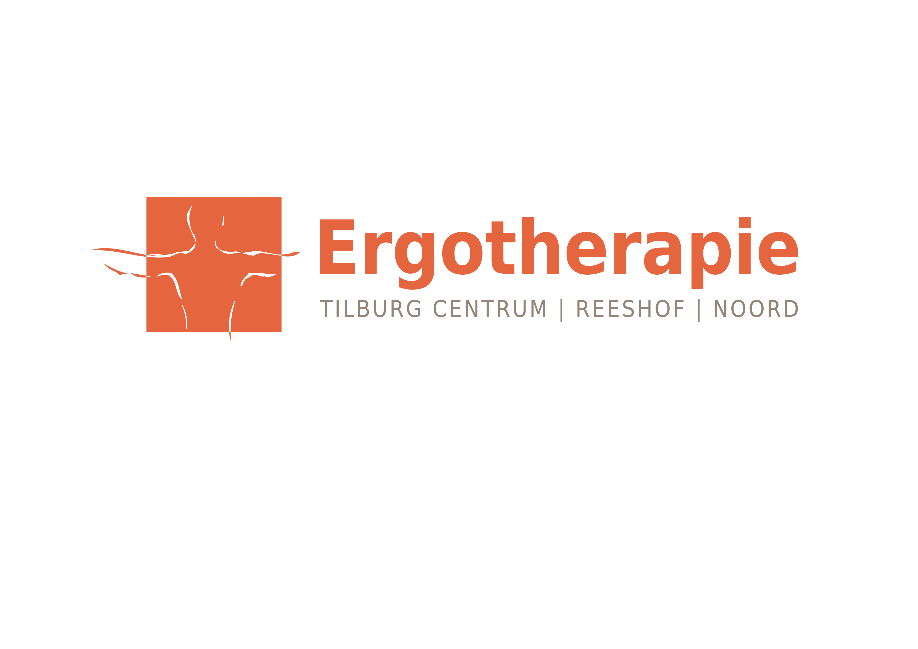 Ergotherapie
TILBURG CENTRUM | REESHOF | NOORD